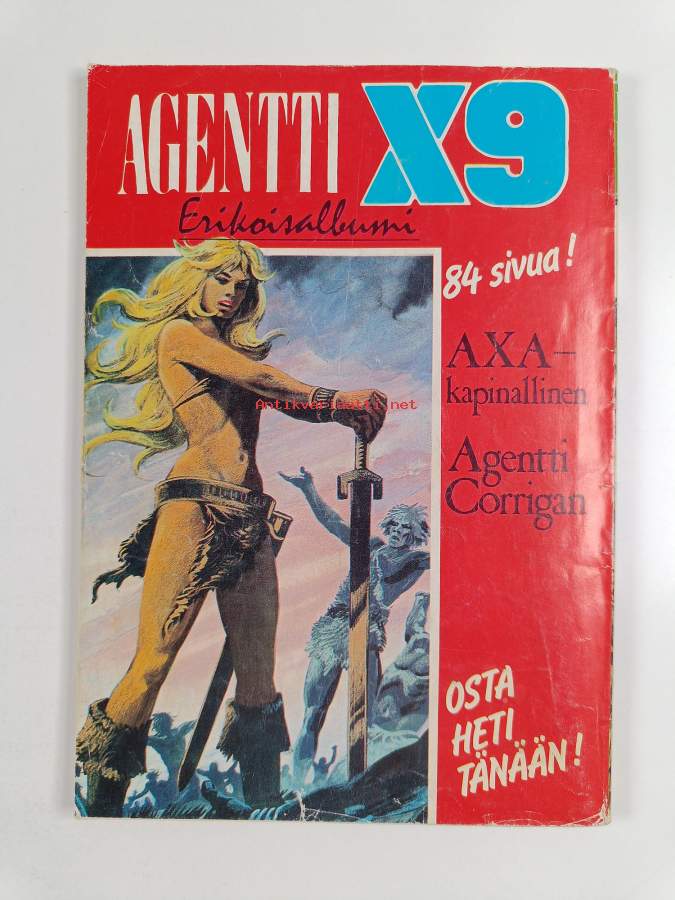 AGENTTI X9
Erikoisalbumi
84 sivua!
AXA–
kapinallinen
Agentti
Corrigan
Antikvariaatti.net
OSTA
HETI
TÄNÄÄN!